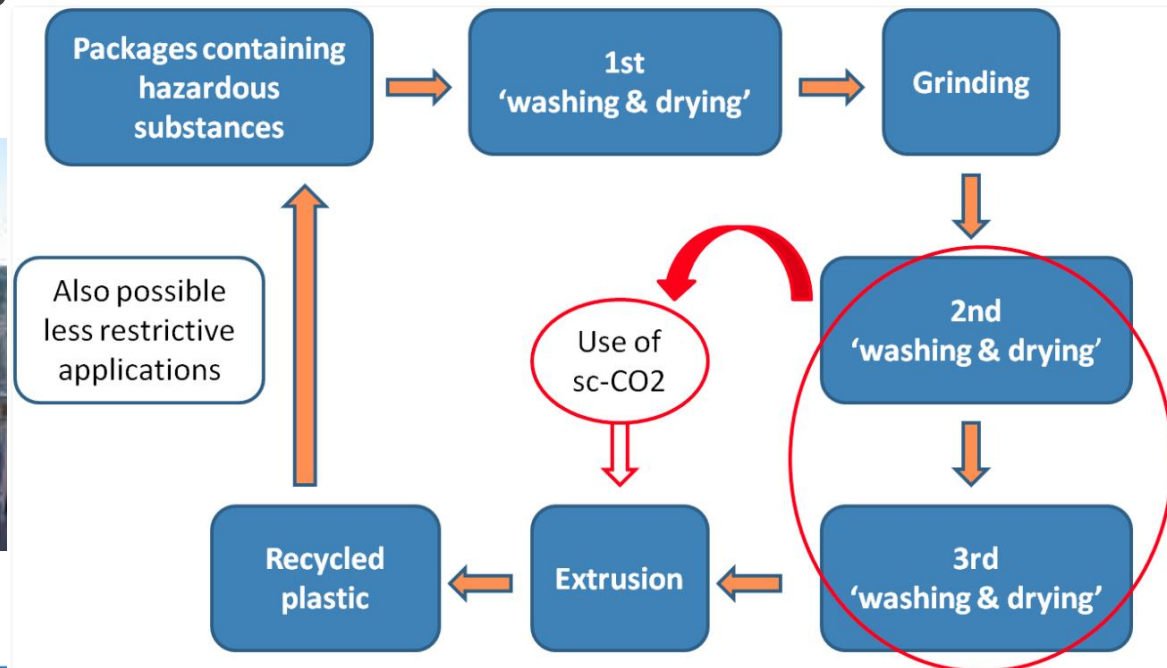 Packages containing
hazardous
substances
1st
‘washing & drying’
Grinding
Also possible
less restrictive
applications
Use of
sc-CO2
2nd
‘washing & drying’
Recycled
plastic
Extrusion
3rd
‘washing & drying’